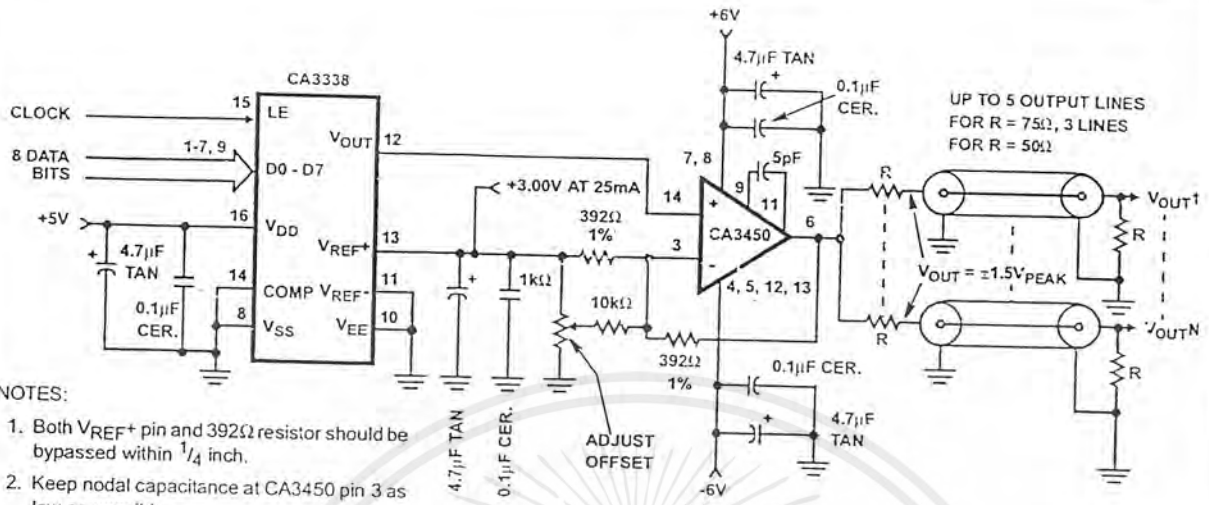 CA3338
CLOCK
15
LE
8 DATA
BITS
1-7, 9
D0 - D7
+5V
16
VDD
4.7µF
TAN
0.1µF
CER.
14
COMP
8
VSS
VOUT
12
VREF+
13
VREF-
11
VEE
10
+3.00V AT 25mA
392Ω
1%
1kΩ
10kΩ
392Ω
1%
4.7µF TAN
0.1µF CER.
ADJUST
OFFSET
+6V
4.7µF TAN
0.1µF
CER.
7, 8
5pF
9
11
14
+
CA3450
6
3
-
4, 5, 12, 13
0.1µF CER.
4.7µF
TAN
-6V
UP TO 5 OUTPUT LINES
FOR R = 75Ω, 3 LINES
FOR R = 50Ω
R
VOUT1
R
VOUT = ±1.5VPEAK
R
VOUTN
R
NOTES:
1. Both VREF+ pin and 392Ω resistor should be
bypassed within 1/4 inch.
2. Keep nodal capacitance at CA3450 pin 3 as